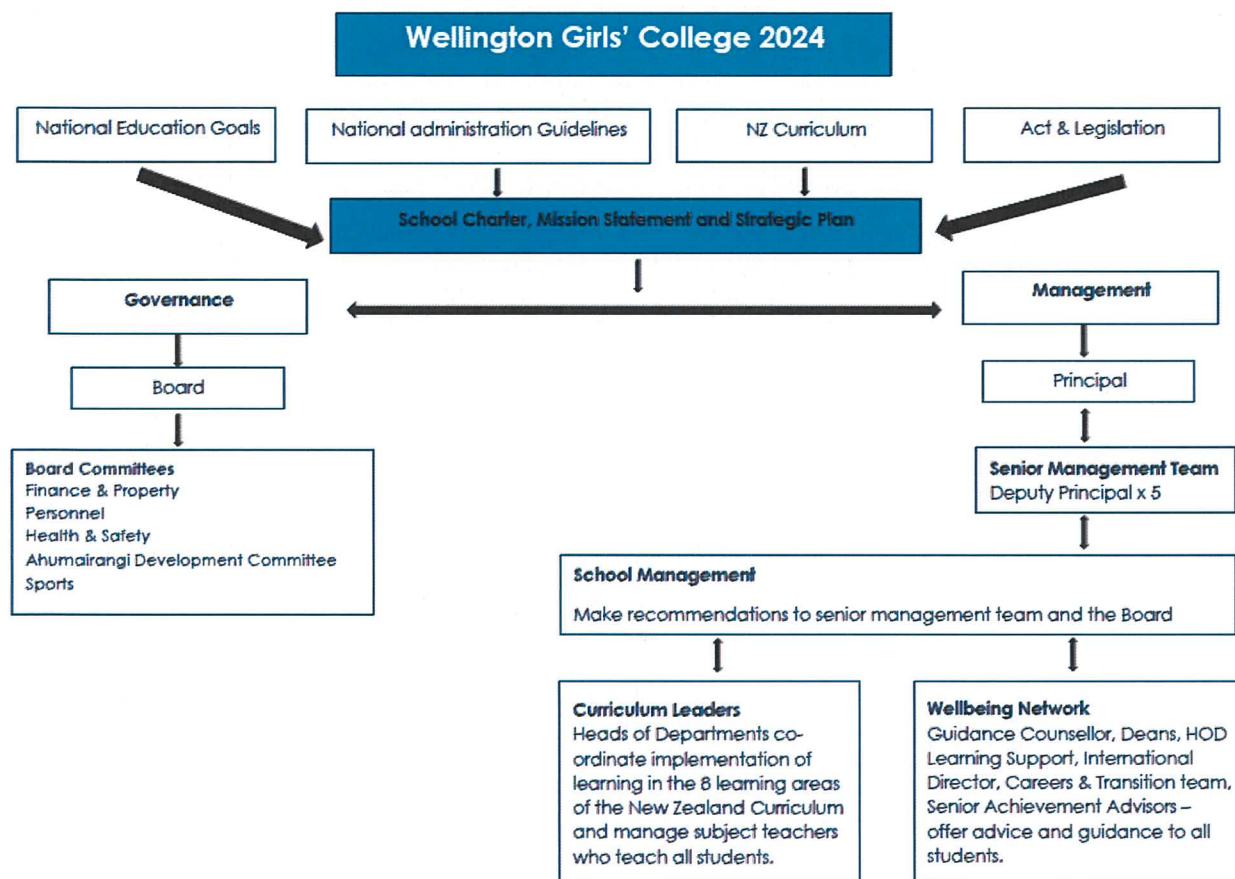 Wellington Girls' College 2024
National Education Goals
National administration Guidelines
NZ Curriculum
Act & Legislation
School Charter, Mission Statement and Strategic Plan
Governance
Management
Board
Principal
Board Committees
Finance & Property
Personnel
Health & Safety
Ahumairangi Development Committee
Sports
Senior Management Team
Deputy Principal x 5
School Management
Make recommendations to senior management team and the Board
Curriculum Leaders
Heads of Departments co-
ordinate implementation of
learning in the 8 learning areas
of the New Zealand Curriculum
and manage subject teachers
who teach all students.
Wellbeing Network
Guidance Counsellor, Deans, HOD
Learning Support, International
Director, Careers & Transition team,
Senior Achievement Advisors –
offer advice and guidance to all
students.